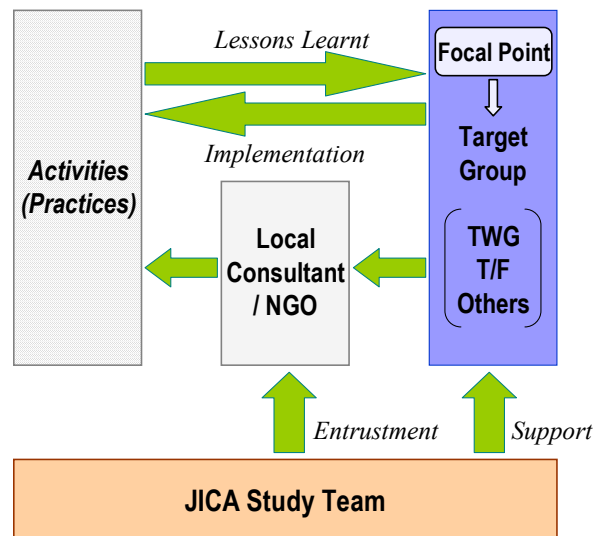 Lessons Learnt
Focal Point
Target
Group
Implementation
Activities
(Practices)
Local
Consultant
/ NGO
TWG
T/F
Others
Entrustment
Support
JICA Study Team